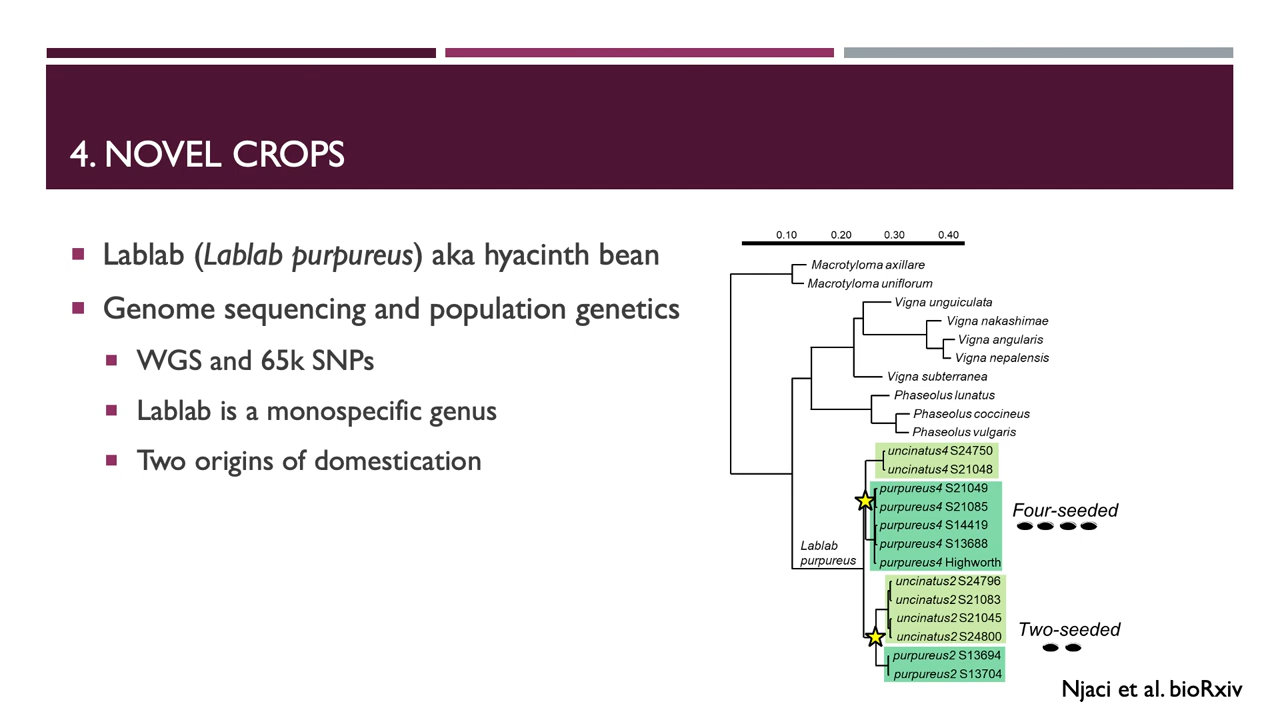 4. NOVEL CROPS
Lablab (Lablab purpureus) aka hyacinth bean
Genome sequencing and population genetics
WGS and 65k SNPs
Lablab is a monospecific genus
Two origins of domestication
0.10 0.20 0.30 0.40
Macrotyloma axillare
Macrotyloma uniflorum
Vigna unguiculata
Vigna nakashimae
Vigna angularis
Vigna nepalensis
Vigna subterranea
Phaseolus lunatus
Phaseolus coccineus
Phaseolus vulgaris
uncinatus4 S24750
uncinatus4 S21048
purpureus4 S21049
purpureus4 S21085
purpureus4 S14419
purpureus4 S13688
purpureus4 Highworth
Four-seeded
Lablab
purpureus
uncinatus2 S24796
uncinatus2 S21083
uncinatus2 S21045
uncinatus2 S24800
purpureus2 S13694
purpureus2 S13704
Two-seeded
Njaci et al. bioRxiv